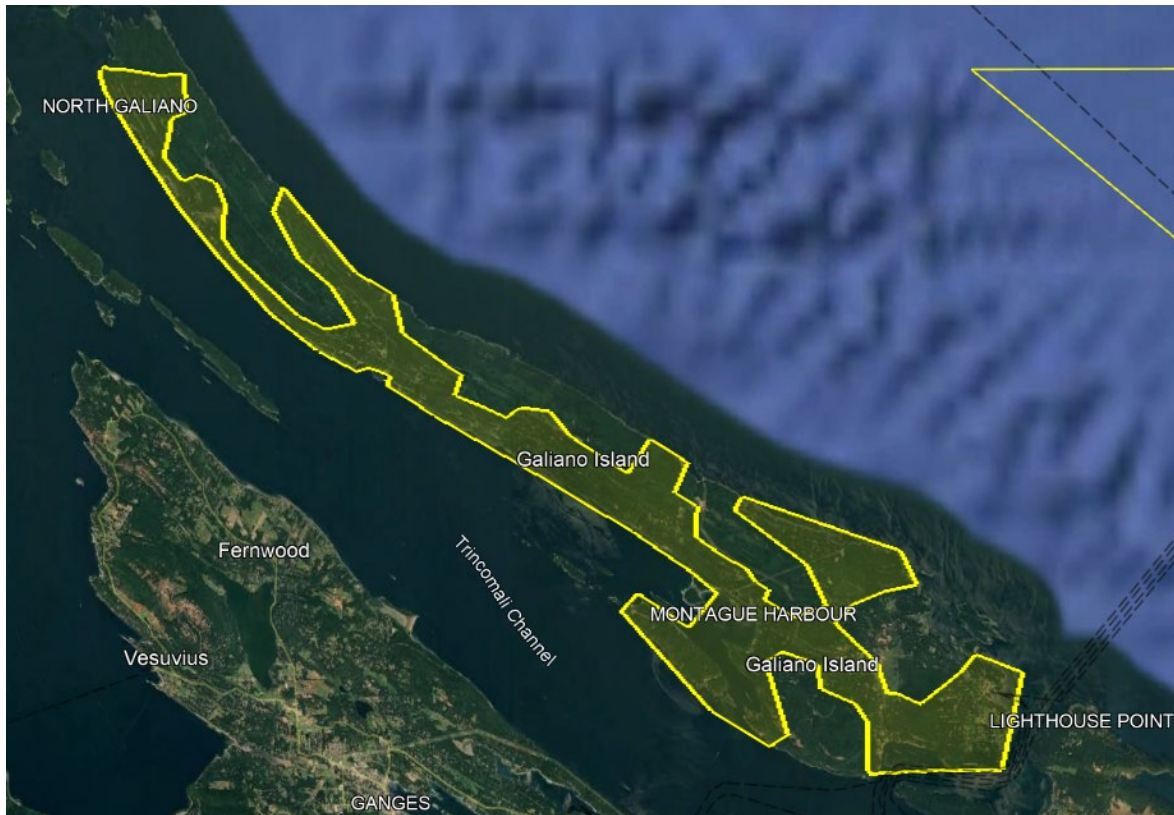 NORTH GALIANO
Galiano Island
Fernwood
Trincomali Channel
MONTAGUE HARBOUR
Vesuvius
Galiano Island
LIGHTHOUSE POINT
GANGES